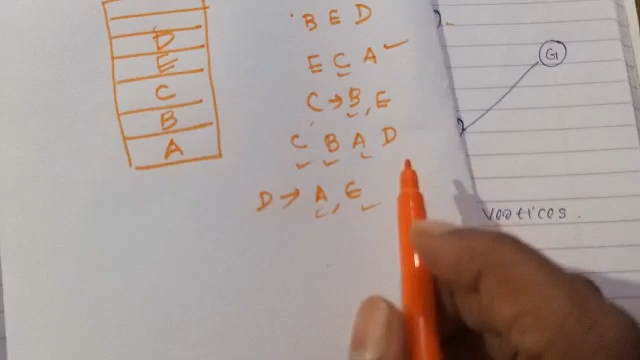 D
E
C
B
A
B E D
E C A ✓
C → B, E
C B A D
D → A, E
G
Vertices.